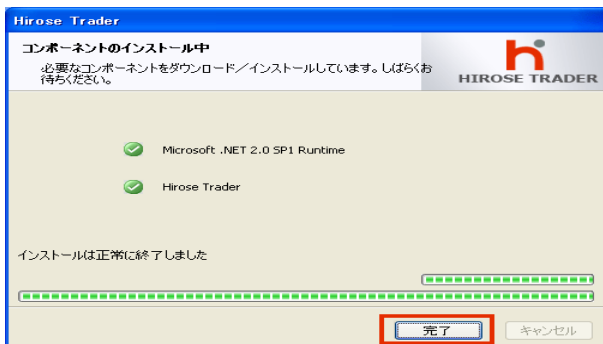 Hirose Trader
コンポーネントのインストール中
必要なコンポーネントをダウンロード／インストールしています。しばらくお
待ちください。
HIROSE TRADER
Microsoft .NET 2.0 SP1 Runtime
Hirose Trader
インストールは正常に終了しました
完了
キャンセル